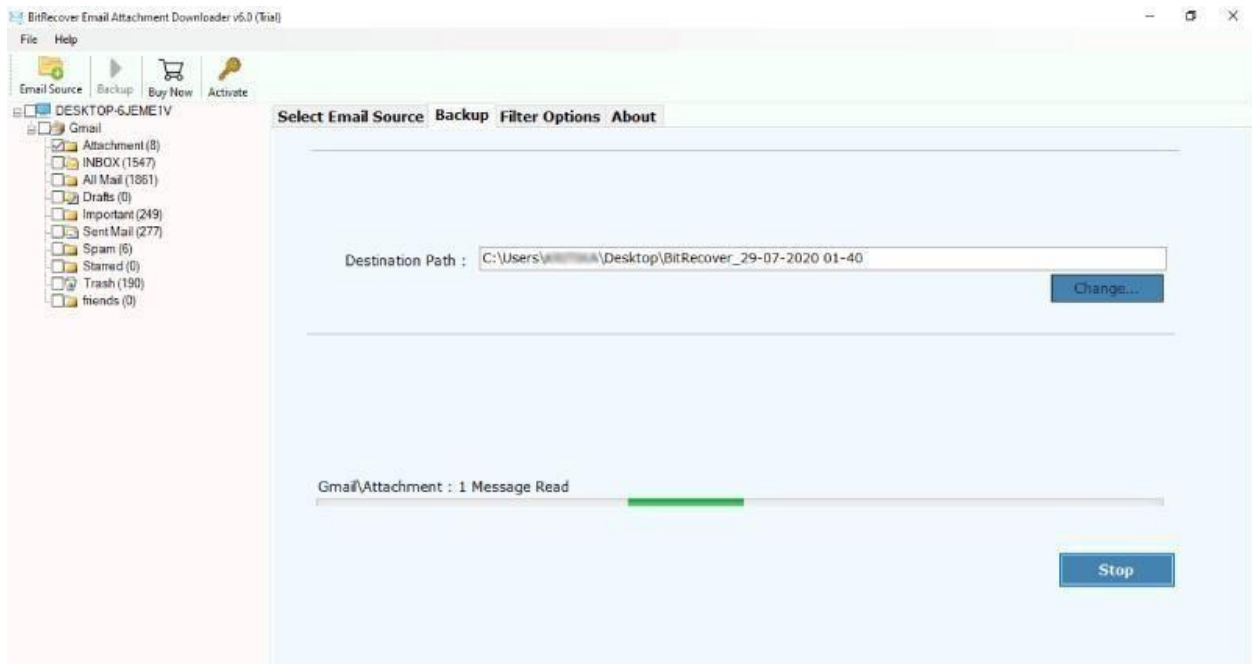 BitRecover Email Attachment Downloader v6.0 (Trial)
File Help
Email Source Backup Buy Now Activate
DESKTOP-6JEME1V
Gmail
Attachment (8)
INBOX (1547)
All Mail (1861)
Drafts (0)
Important (249)
Sent Mail (277)
Spam (6)
Starred (0)
Trash (190)
friends (0)
Select Email Source Backup Filter Options About
Destination Path : C:\Users\ \Desktop\BitRecover_29-07-2020 01-40
Change...
Gmail\Attachment : 1 Message Read
Stop